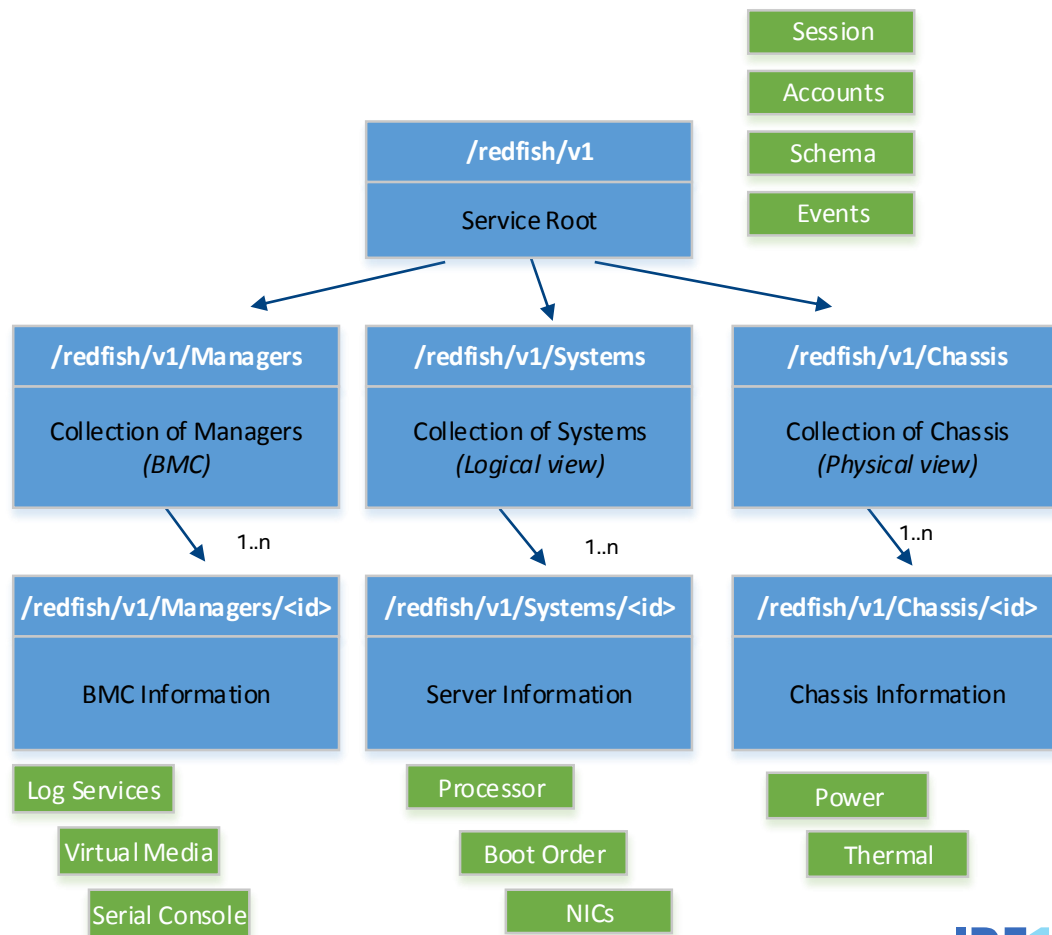 Session
Accounts
Schema
Events
/redfish/v1
Service Root
/redfish/v1/Managers
Collection of Managers
(BMC)
/redfish/v1/Systems
Collection of Systems
(Logical view)
/redfish/v1/Chassis
Collection of Chassis
(Physical view)
1..n
1..n
1..n
/redfish/v1/Managers/<id>
BMC Information
/redfish/v1/Systems/<id>
Server Information
/redfish/v1/Chassis/<id>
Chassis Information
Log Services
Virtual Media
Serial Console
Processor
Boot Order
NICs
Power
Thermal